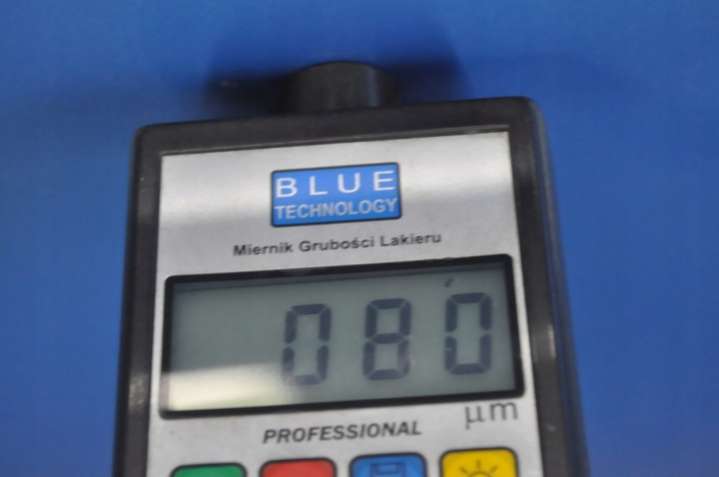 BLUE
TECHNOLOGY
Miernik Grubości Lakieru
080
µm
PROFESSIONAL